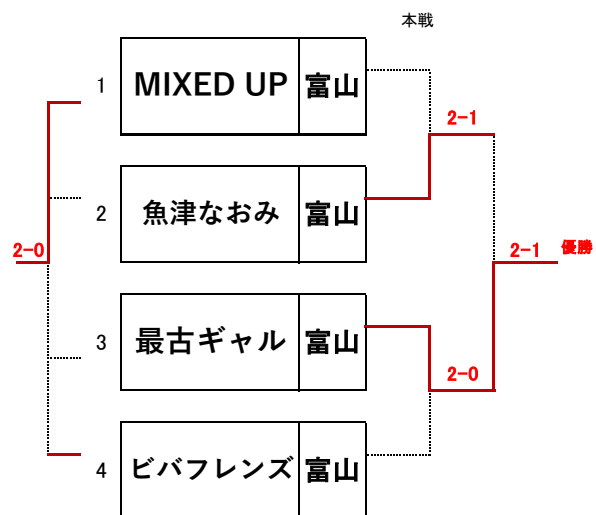 本戦
1 MIXED UP 富山
2-1
2 魚津なおみ 富山
2-0
2-1 優勝
3 最古ギャル 富山
2-0
4 ビバフレンズ 富山